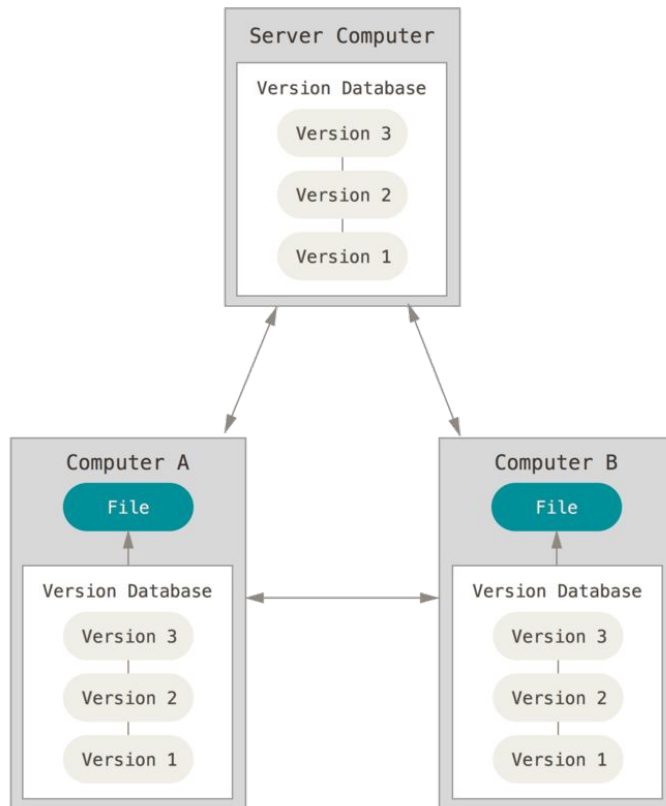 Server Computer
Version Database
Version 3
Version 2
Version 1
Computer A
File
Version Database
Version 3
Version 2
Version 1
Computer B
File
Version Database
Version 3
Version 2
Version 1